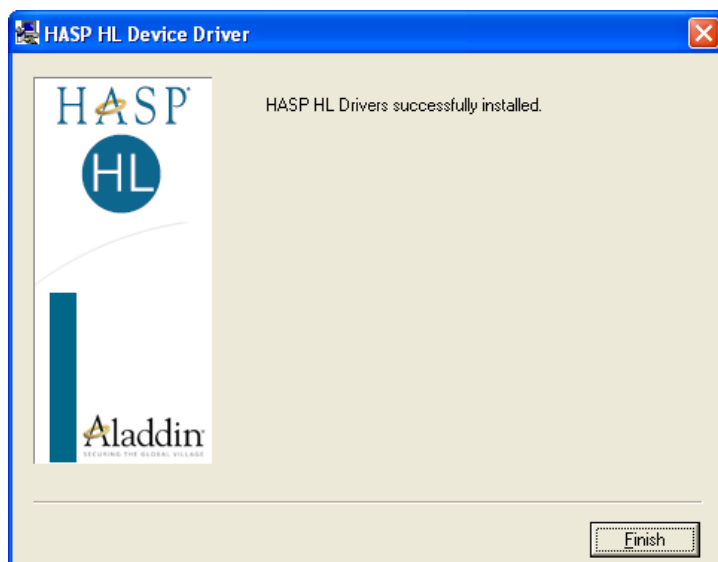 HASP HL Device Driver
HASP
HL
HASP HL Drivers successfully installed.
Aladdin
SECURING THE GLOBAL VILLAGE
Finish